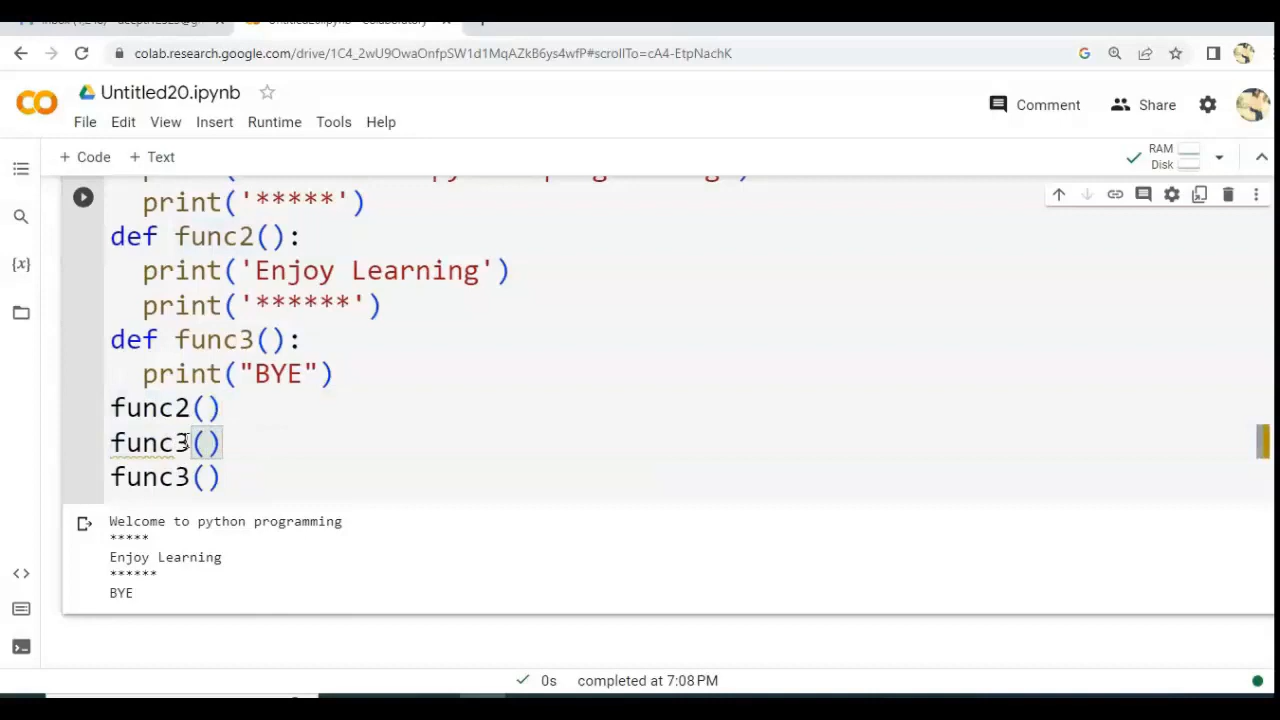 colab.research.google.com/drive/1C4_2wU9OwaOnfpSW1d1MqAZkB6ys4wfP#scrollTo=cA4-EtpNachK
Untitled20.ipynb
Comment
Share
File Edit View Insert Runtime Tools Help
+ Code + Text
RAM
Disk
print('*****')
def func2():
print('Enjoy Learning')
print('******')
def func3():
print("BYE")
func2()
func3()
func3()
Welcome to python programming
*****
Enjoy Learning
******
BYE
0s completed at 7:08 PM